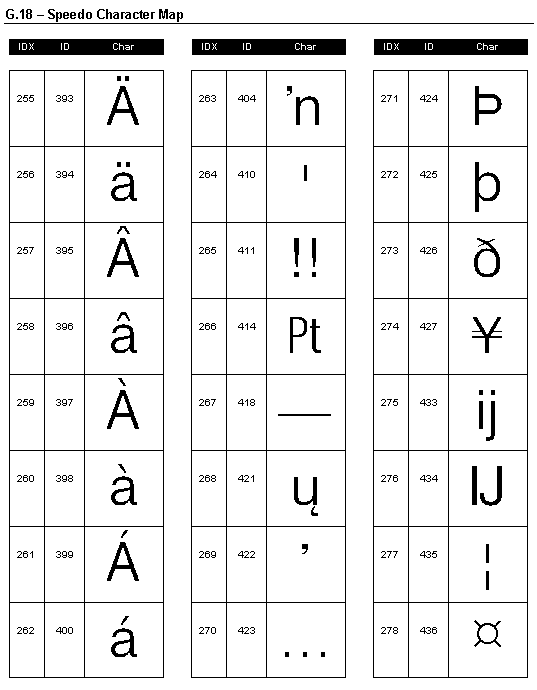 G.18 – Speedo Character Map
IDX ID Char IDX ID Char IDX ID Char
255 393 Ä 263 404 ŉ 271 424 Þ
256 394 ä 264 410 ' 272 425 þ
257 395 Â 265 411 !! 273 426 ð
258 396 â 266 414 Pt 274 427 ¥
259 397 À 267 418 — 275 433 ij
260 398 à 268 421 ų 276 434 IJ
261 399 Á 269 422 ’ 277 435 ¦
262 400 á 270 423 ... 278 436 ¤